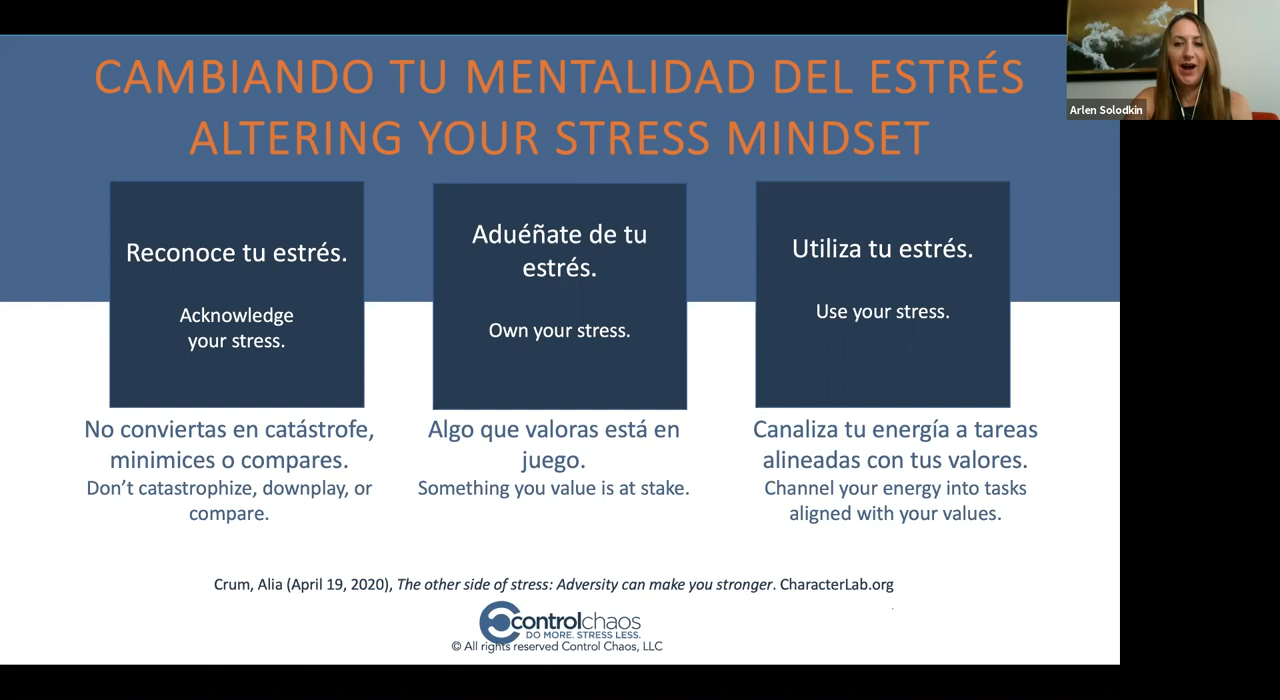 CAMBIANDO TU MENTALIDAD DEL ESTRÉS
ALTERING YOUR STRESS MINDSET
Arlen Solodkin
Reconoce tu estrés.
Acknowledge
your stress.
Aduéñate de tu
estrés.
Own your stress.
Utiliza tu estrés.
Use your stress.
No conviertas en catástrofe,
minimices o compares.
Don’t catastrophize, downplay, or
compare.
Algo que valoras está en
juego.
Something you value is at stake.
Canaliza tu energía a tareas
alineadas con tus valores.
Channel your energy into tasks
aligned with your values.
Crum, Alia (April 19, 2020), The other side of stress: Adversity can make you stronger. CharacterLab.org
controlchaos
DO MORE. STRESS LESS.
© All rights reserved Control Chaos, LLC